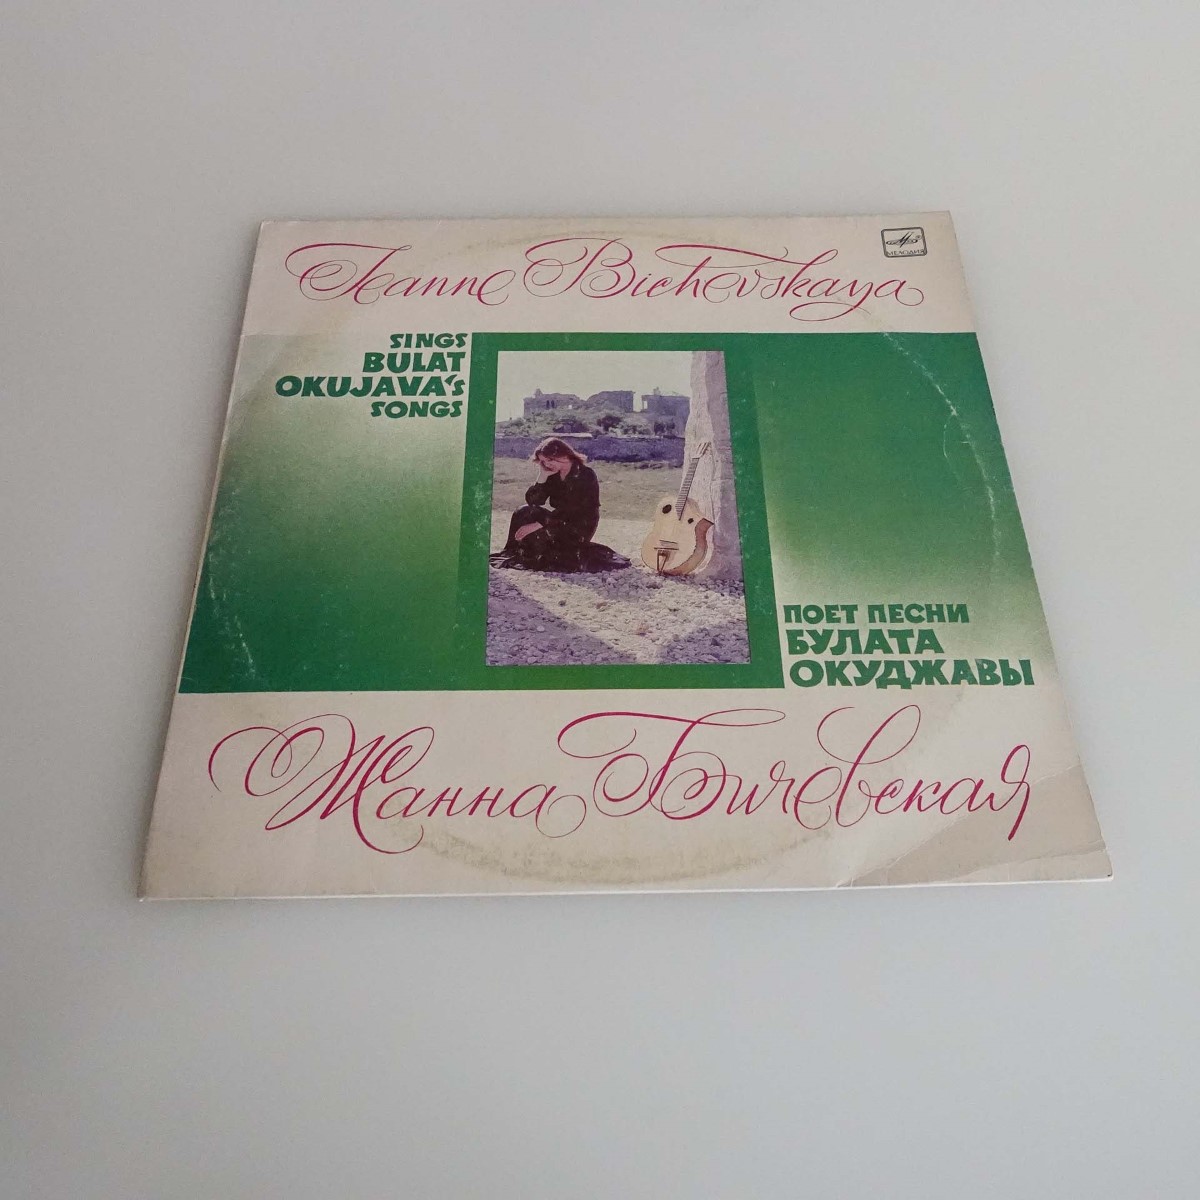 Jeanne Bichevskaya
МЕЛОДИЯ
SINGS
BULAT
OKUJAVA's
SONGS
ПОЕТ ПЕСНИ
БУЛАТА
ОКУДЖАВЫ
Жанна Бичевская